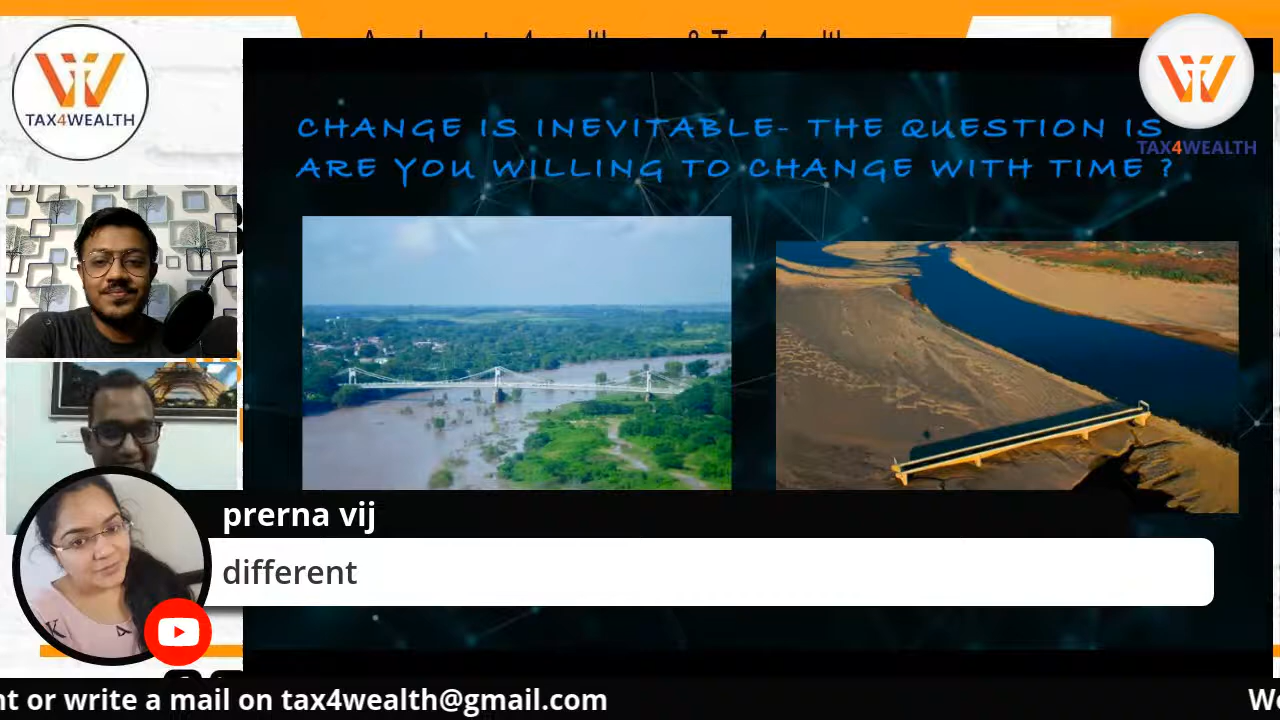 TAX4WEALTH
TAX4WEALTH
CHANGE IS INEVITABLE- THE QUESTION IS
ARE YOU WILLING TO CHANGE WITH TIME ?
prerna vij
different
or write a mail on tax4wealth@gmail.com